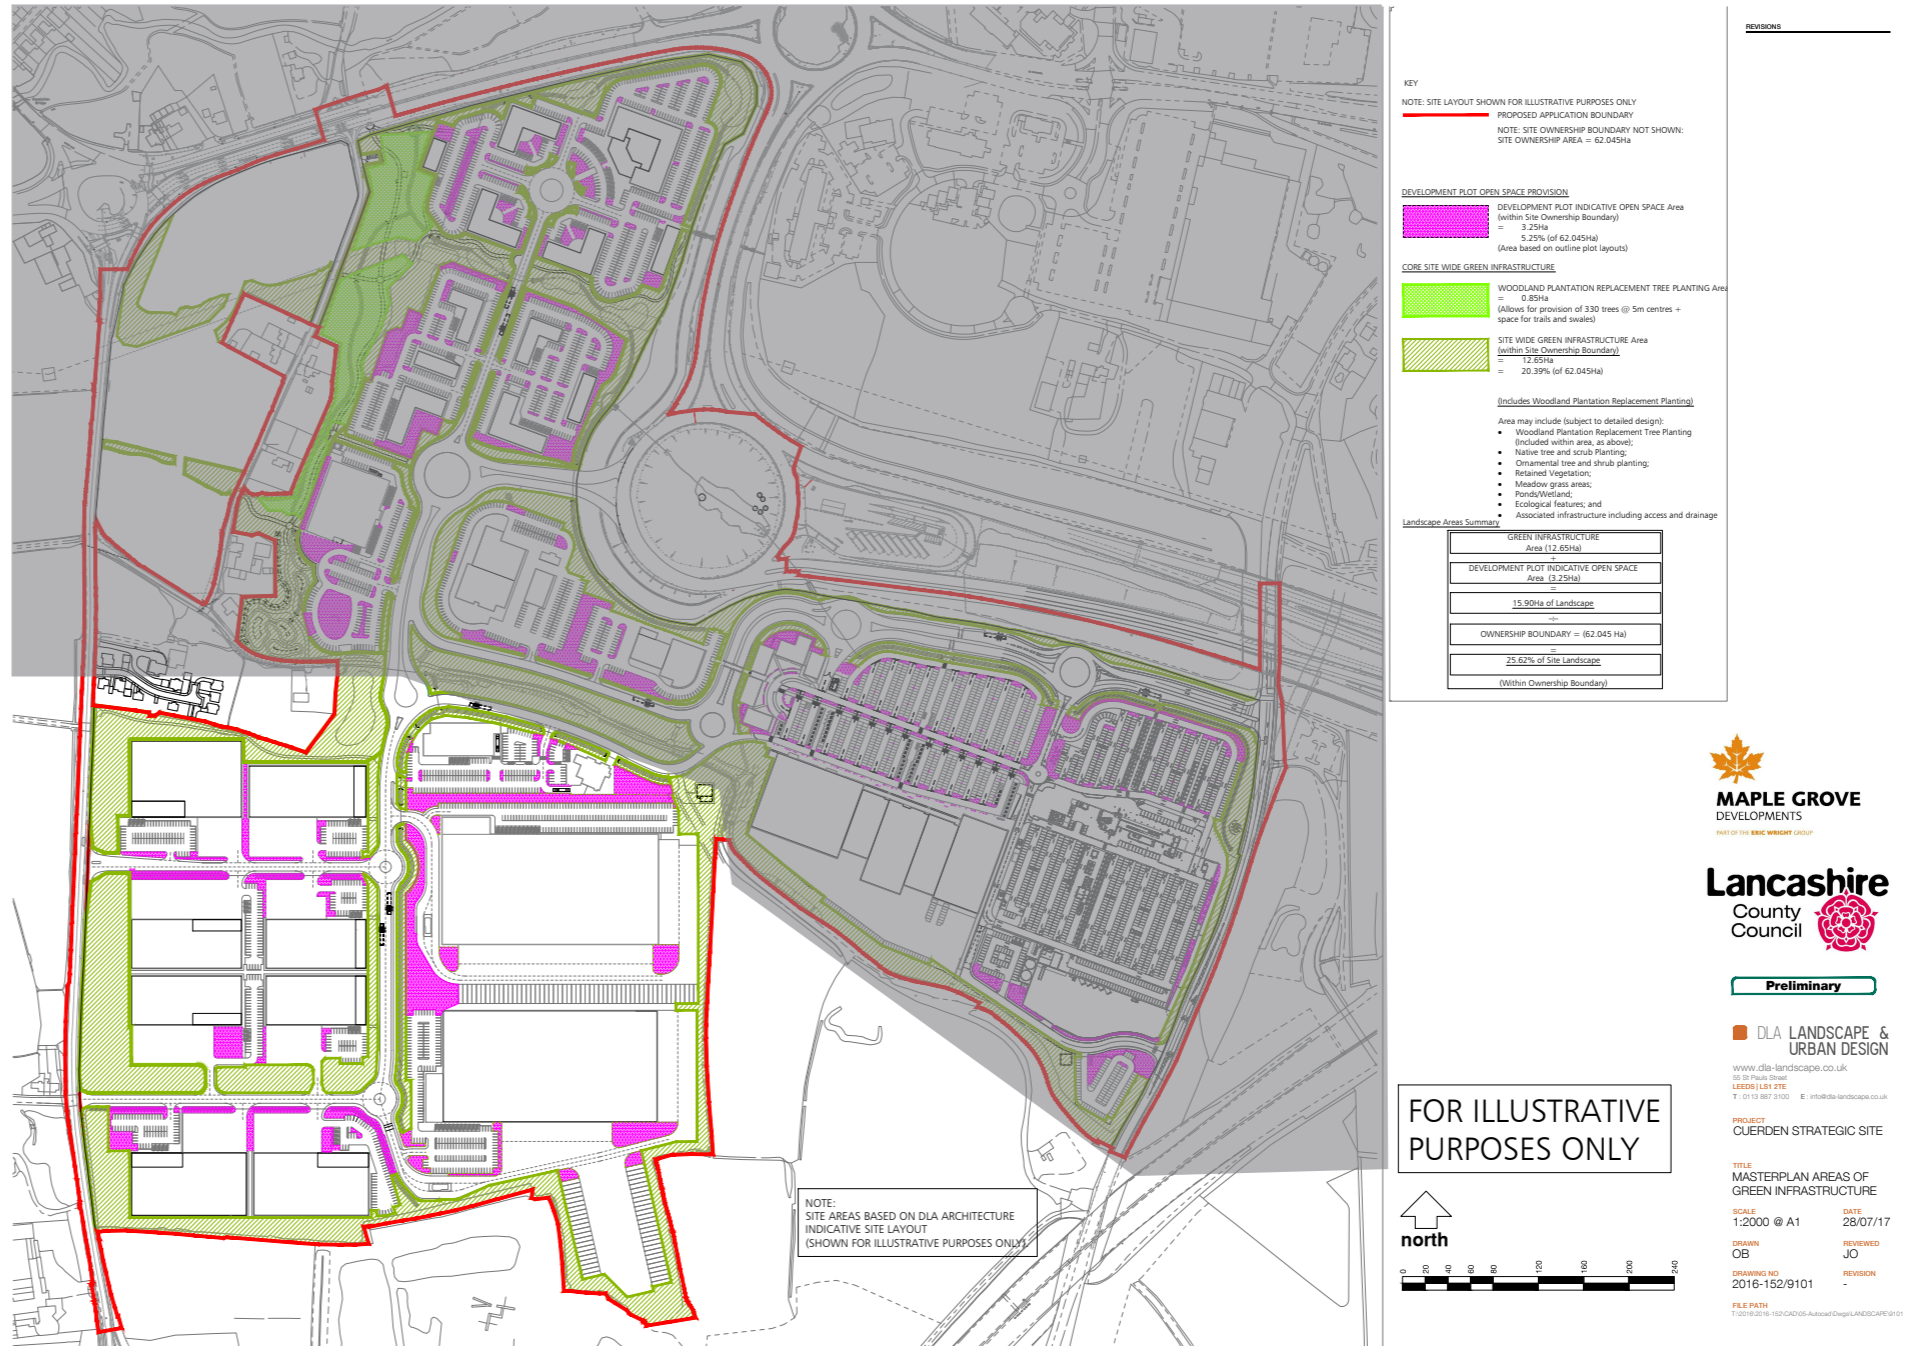 REVISIONS
KEY
NOTE: SITE LAYOUT SHOWN FOR ILLUSTRATIVE PURPOSES ONLY
PROPOSED APPLICATION BOUNDARY
NOTE: SITE OWNERSHIP BOUNDARY NOT SHOWN:
SITE OWNERSHIP AREA = 62.045Ha
DEVELOPMENT PLOT OPEN SPACE PROVISION
DEVELOPMENT PLOT INDICATIVE OPEN SPACE Area
(within Site Ownership Boundary)
= 3.25Ha
5.25% (of 62.045Ha)
(Area based on outline plot layouts)
CORE SITE WIDE GREEN INFRASTRUCTURE
WOODLAND PLANTATION REPLACEMENT TREE PLANTING Area
= 0.85Ha
(Allows for provision of 330 trees @ 5m centres +
space for trails and swales)
SITE WIDE GREEN INFRASTRUCTURE Area
(within Site Ownership Boundary)
= 12.65Ha
= 20.39% (of 62.045Ha)
(Includes Woodland Plantation Replacement Planting)
Area may include (subject to detailed design):
• Woodland Plantation Replacement Tree Planting
(Included within area, as above);
• Native tree and scrub Planting;
• Ornamental tree and shrub planting;
• Retained Vegetation;
• Meadow grass areas;
• Ponds/Wetland;
• Ecological features; and
• Associated infrastructure including access and drainage
Landscape Areas Summary
GREEN INFRASTRUCTURE
Area (12.65Ha)
+
DEVELOPMENT PLOT INDICATIVE OPEN SPACE
Area (3.25Ha)
=
15.90Ha of Landscape
÷
OWNERSHIP BOUNDARY = (62.045 Ha)
=
25.62% of Site Landscape
(Within Ownership Boundary)
MAPLE GROVE
DEVELOPMENTS
PART OF THE ERIC WRIGHT GROUP
Lancashire
County
Council
Preliminary
DLA LANDSCAPE &
URBAN DESIGN
www.dla-landscape.co.uk
55 St Pauls Street
LEEDS | LS1 2TE
T : 0113 887 3100 E : info@dla-landscape.co.uk
PROJECT
CUERDEN STRATEGIC SITE
TITLE
MASTERPLAN AREAS OF
GREEN INFRASTRUCTURE
SCALE DATE
1:2000 @ A1 28/07/17
DRAWN REVIEWED
OB JO
DRAWING NO REVISION
2016-152/9101 -
FILE PATH
FOR ILLUSTRATIVE
PURPOSES ONLY
north
0 20 40 60 80 120 160 200 240
NOTE:
SITE AREAS BASED ON DLA ARCHITECTURE
INDICATIVE SITE LAYOUT
(SHOWN FOR ILLUSTRATIVE PURPOSES ONLY)